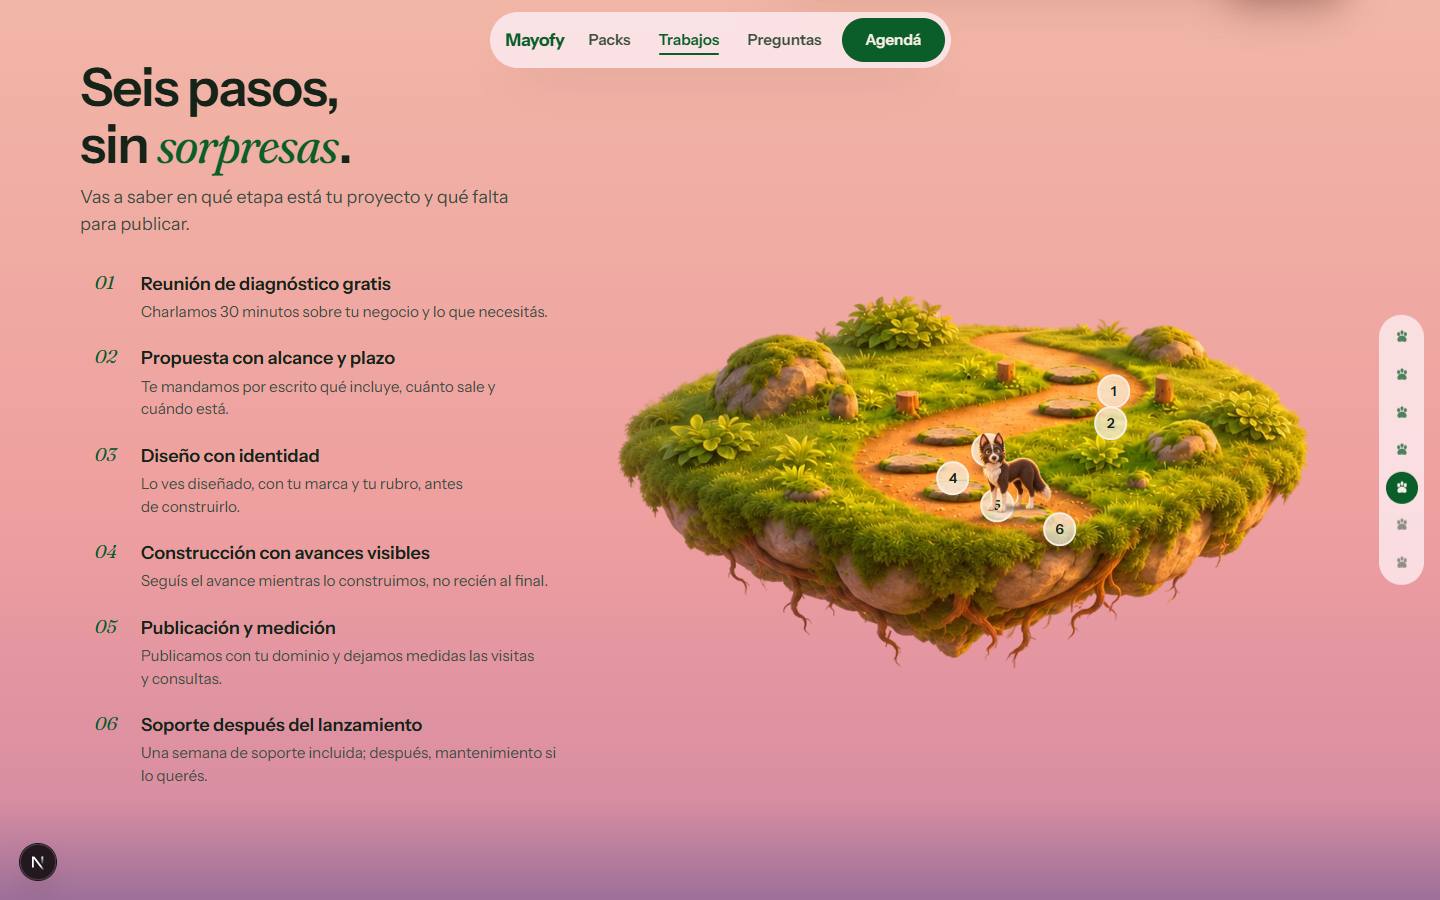 Mayofy Packs Trabajos Preguntas Agendá
Seis pasos,
sin sorpresas.
Vas a saber en qué etapa está tu proyecto y qué falta
para publicar.
01 Reunión de diagnóstico gratis
Charlamos 30 minutos sobre tu negocio y lo que necesitás.
02 Propuesta con alcance y plazo
Te mandamos por escrito qué incluye, cuánto sale y
cuándo está.
03 Diseño con identidad
Lo ves diseñado, con tu marca y tu rubro, antes
de construirlo.
04 Construcción con avances visibles
Seguís el avance mientras lo construimos, no recién al final.
05 Publicación y medición
Publicamos con tu dominio y dejamos medidas las visitas
y consultas.
06 Soporte después del lanzamiento
Una semana de soporte incluida; después, mantenimiento si
lo querés.
1
2
4
5
6
N